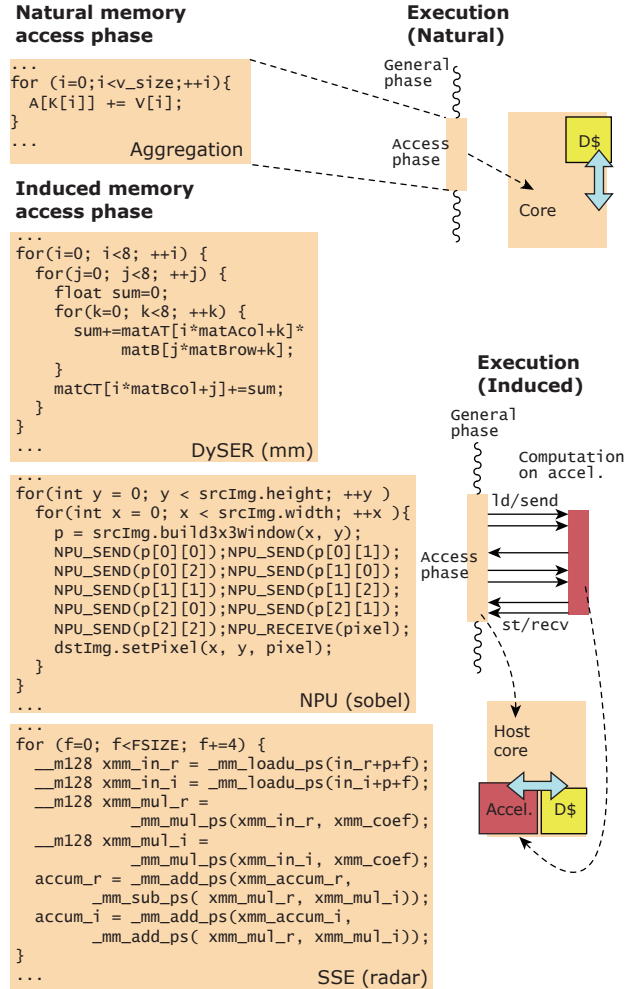 Natural memory
access phase
...
for (i=0;i<v_size;++i){
  A[K[i]] += V[i];
}
...
Aggregation
Execution
(Natural)
General
phase
Access
phase
D$
Core
Induced memory
access phase
...
for(i=0; i<8; ++i) {
  for(j=0; j<8; ++j) {
    float sum=0;
    for(k=0; k<8; ++k) {
      sum+=matAT[i*matAcol+k]*
           matB[j*matBrow+k];
    }
    matCT[i*matBcol+j]+=sum;
  }
}
...
DySER (mm)
...
for(int y = 0; y < srcImg.height; ++y )
  for(int x = 0; x < srcImg.width; ++x ){
    p = srcImg.build3x3Window(x, y);
    NPU_SEND(p[0][0]);NPU_SEND(p[0][1]);
    NPU_SEND(p[0][2]);NPU_SEND(p[1][0]);
    NPU_SEND(p[1][1]);NPU_SEND(p[1][2]);
    NPU_SEND(p[2][0]);NPU_SEND(p[2][1]);
    NPU_SEND(p[2][2]);NPU_RECEIVE(pixel);
    dstImg.setPixel(x, y, pixel);
  }
}
...
NPU (sobel)
...
for (f=0; f<FSIZE; f+=4) {
  __m128 xmm_in_r = _mm_loadu_ps(in_r+p+f);
  __m128 xmm_in_i = _mm_loadu_ps(in_i+p+f);
  __m128 xmm_mul_r =
            _mm_mul_ps(xmm_in_r, xmm_coef);
  __m128 xmm_mul_i =
            _mm_mul_ps(xmm_in_i, xmm_coef);
  accum_r = _mm_add_ps(xmm_accum_r,
        _mm_sub_ps( xmm_mul_r, xmm_mul_i));
  accum_i = _mm_add_ps(xmm_accum_i,
        _mm_add_ps( xmm_mul_r, xmm_mul_i));
}
...
SSE (radar)
Execution
(Induced)
General
phase
Computation
on accel.
ld/send
Access
phase
st/recv
Host
core
Accel.
D$